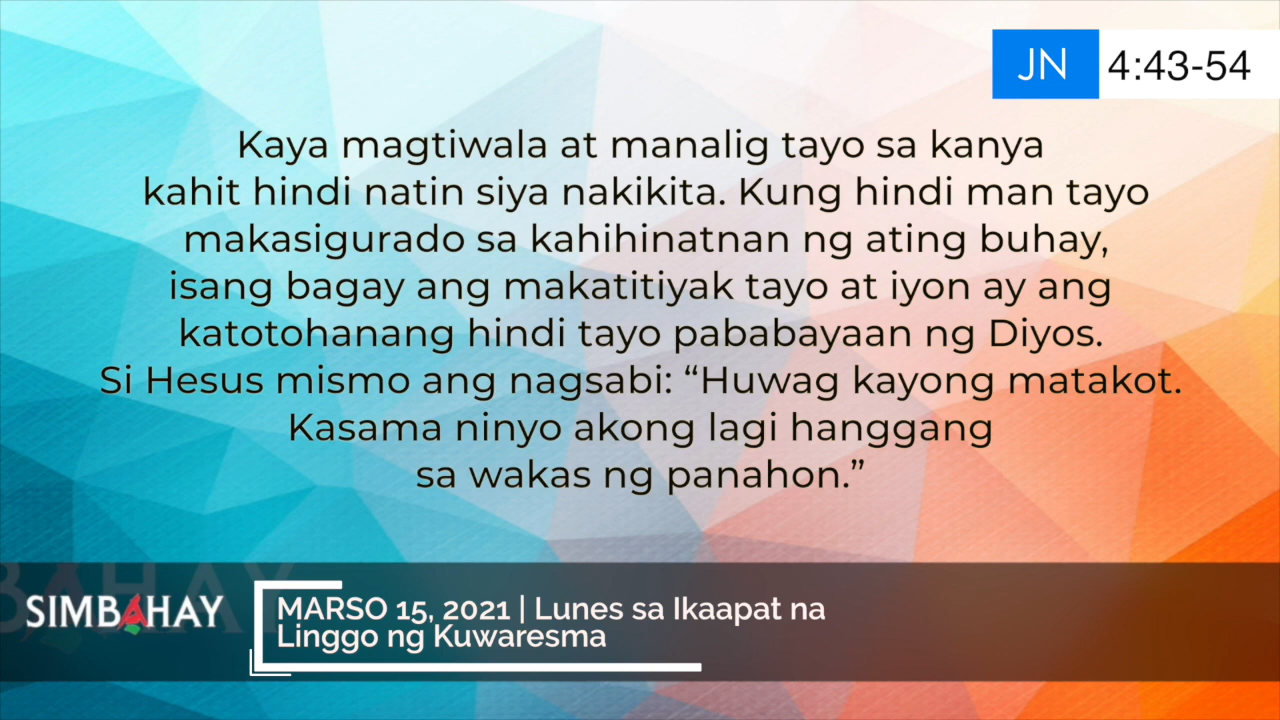 JN 4:43-54
Kaya magtiwala at manalig tayo sa kanya
kahit hindi natin siya nakikita. Kung hindi man tayo
makasigurado sa kahihinatnan ng ating buhay,
isang bagay ang makatitiyak tayo at iyon ay ang
katotohanang hindi tayo pababayaan ng Diyos.
Si Hesus mismo ang nagsabi: “Huwag kayong matakot.
Kasama ninyo akong lagi hanggang
sa wakas ng panahon.”
SIMBAHAY
MARSO 15, 2021 | Lunes sa Ikaapat na
Linggo ng Kuwaresma